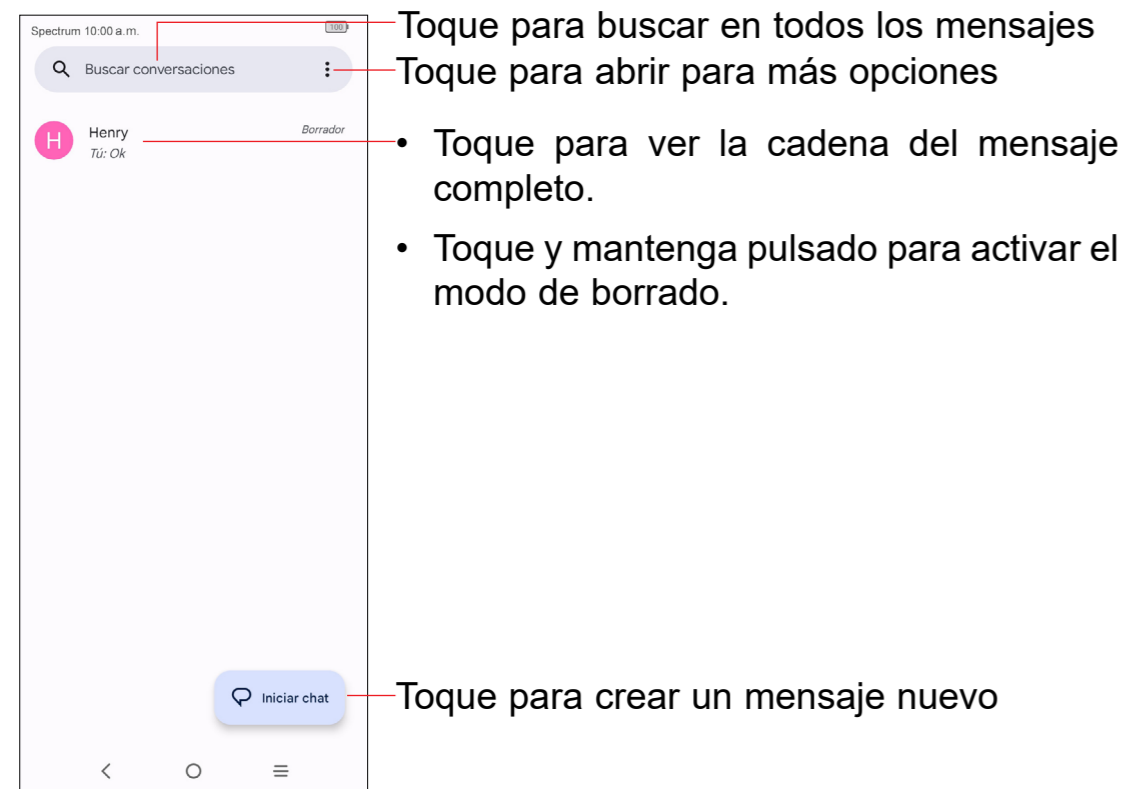 Spectrum 10:00 a.m.
100
Toque para buscar en todos los mensajes
Buscar conversaciones
Toque para abrir para más opciones
H
Henry
Borrador
Tú: Ok
• Toque para ver la cadena del mensaje
completo.
• Toque y mantenga pulsado para activar el
modo de borrado.
Iniciar chat
Toque para crear un mensaje nuevo